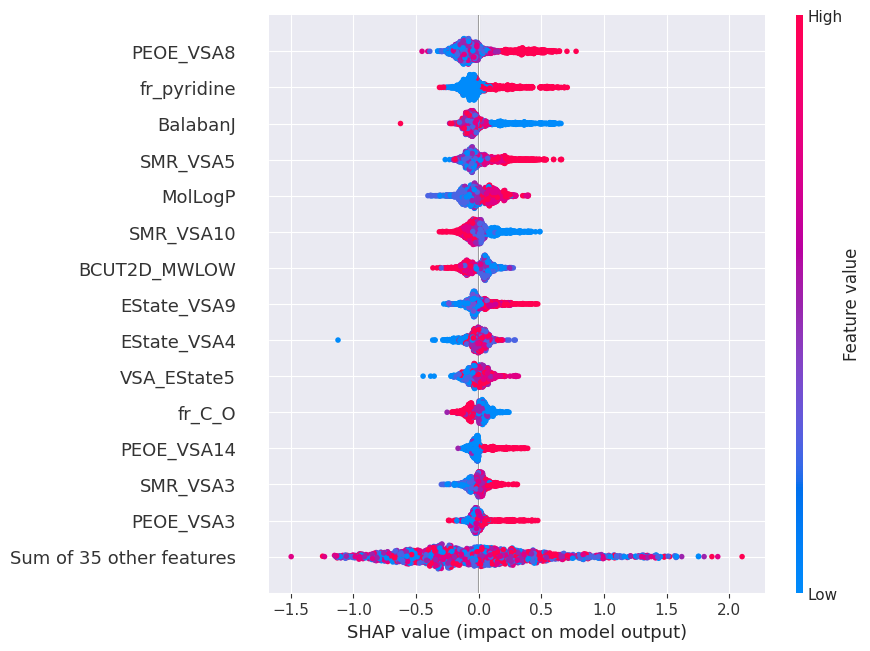 PEOE_VSA8
fr_pyridine
BalabanJ
SMR_VSA5
MolLogP
SMR_VSA10
BCUT2D_MWLOW
EState_VSA9
EState_VSA4
VSA_EState5
fr_C_O
PEOE_VSA14
SMR_VSA3
PEOE_VSA3
Sum of 35 other features
−1.5 −1.0 −0.5 0.0 0.5 1.0 1.5 2.0
SHAP value (impact on model output)
High
Feature value
Low